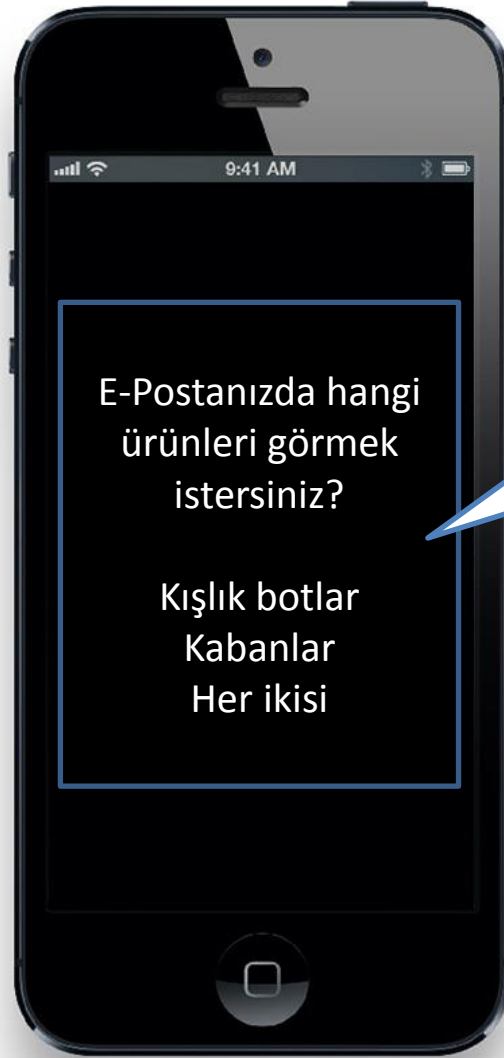 9:41 AM
E-Postanızda hangi
ürünleri görmek
istersiniz?
Kışlık botlar
Kabanlar
Her ikisi